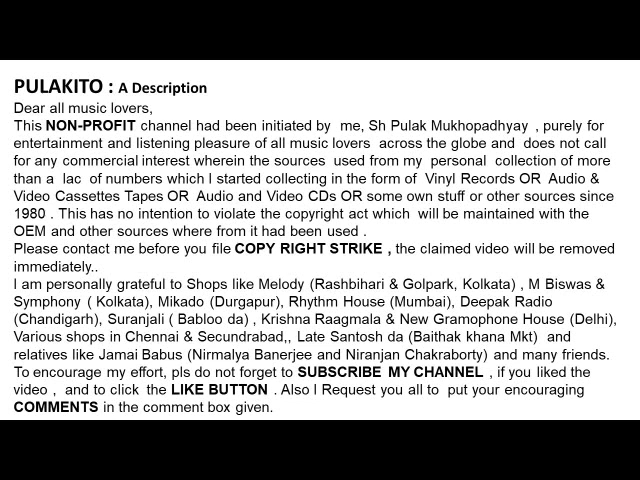 PULAKITO : A Description
Dear all music lovers,
This NON-PROFIT channel had been initiated by me, Sh Pulak Mukhopadhyay , purely for
entertainment and listening pleasure of all music lovers across the globe and does not call
for any commercial interest wherein the sources used from my personal collection of more
than a lac of numbers which I started collecting in the form of Vinyl Records OR Audio &
Video Cassettes Tapes OR Audio and Video CDs OR some own stuff or other sources since
1980 . This has no intention to violate the copyright act which will be maintained with the
OEM and other sources where from it had been used .
Please contact me before you file COPY RIGHT STRIKE , the claimed video will be removed
immediately..
I am personally grateful to Shops like Melody (Rashbihari & Golpark, Kolkata) , M Biswas &
Symphony ( Kolkata), Mikado (Durgapur), Rhythm House (Mumbai), Deepak Radio
(Chandigarh), Suranjali ( Babloo da) , Krishna Raagmala & New Gramophone House (Delhi),
Various shops in Chennai & Secundrabad,, Late Santosh da (Baithak khana Mkt) and
relatives like Jamai Babus (Nirmalya Banerjee and Niranjan Chakraborty) and many friends.
To encourage my effort, pls do not forget to SUBSCRIBE MY CHANNEL , if you liked the
video , and to click the LIKE BUTTON . Also I Request you all to put your encouraging
COMMENTS in the comment box given.